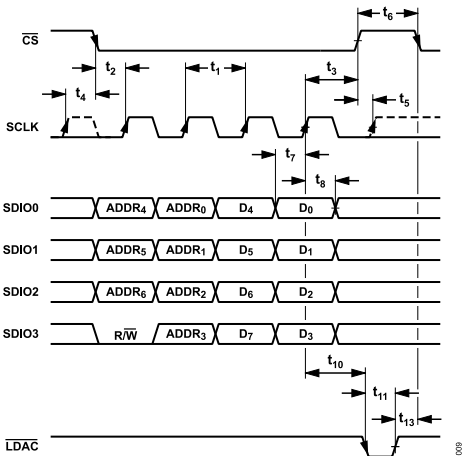 t6
CS
t2
t1
t3
t4
t5
SCLK
t7
t8
SDIO0 ADDR4 ADDR0 D4 D0
SDIO1 ADDR5 ADDR1 D5 D1
SDIO2 ADDR6 ADDR2 D6 D2
SDIO3 R/W ADDR3 D7 D3
t10
t11
t13
LDAC
009